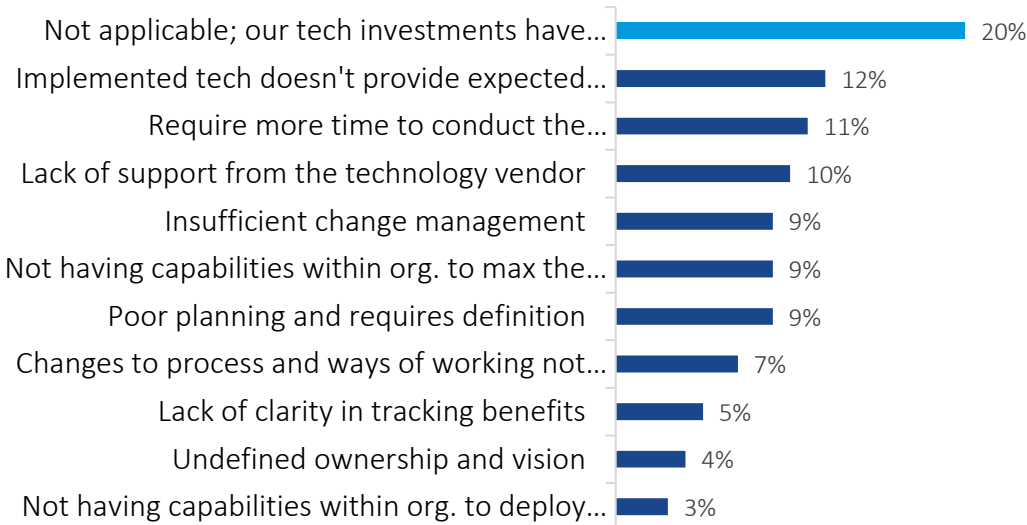 Not applicable; our tech investments have... 20%
Implemented tech doesn't provide expected... 12%
Require more time to conduct the... 11%
Lack of support from the technology vendor 10%
Insufficient change management 9%
Not having capabilities within org. to max the... 9%
Poor planning and requires definition 9%
Changes to process and ways of working not... 7%
Lack of clarity in tracking benefits 5%
Undefined ownership and vision 4%
Not having capabilities within org. to deploy... 3%